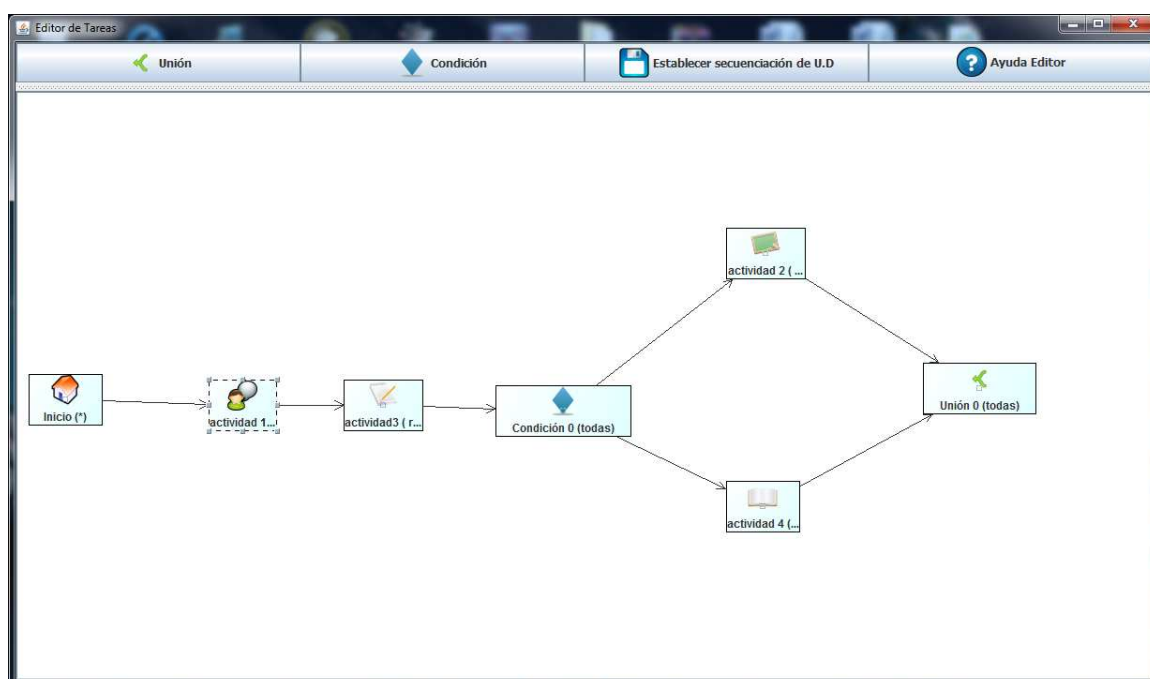 Editor de Tareas
Unión
Condición
Establecer secuenciación de U.D
Ayuda Editor
Inicio (*)
actividad 1...
actividad3 ( r...
Condición 0 (todas)
actividad 2 ( ...
actividad 4 (...
Unión 0 (todas)